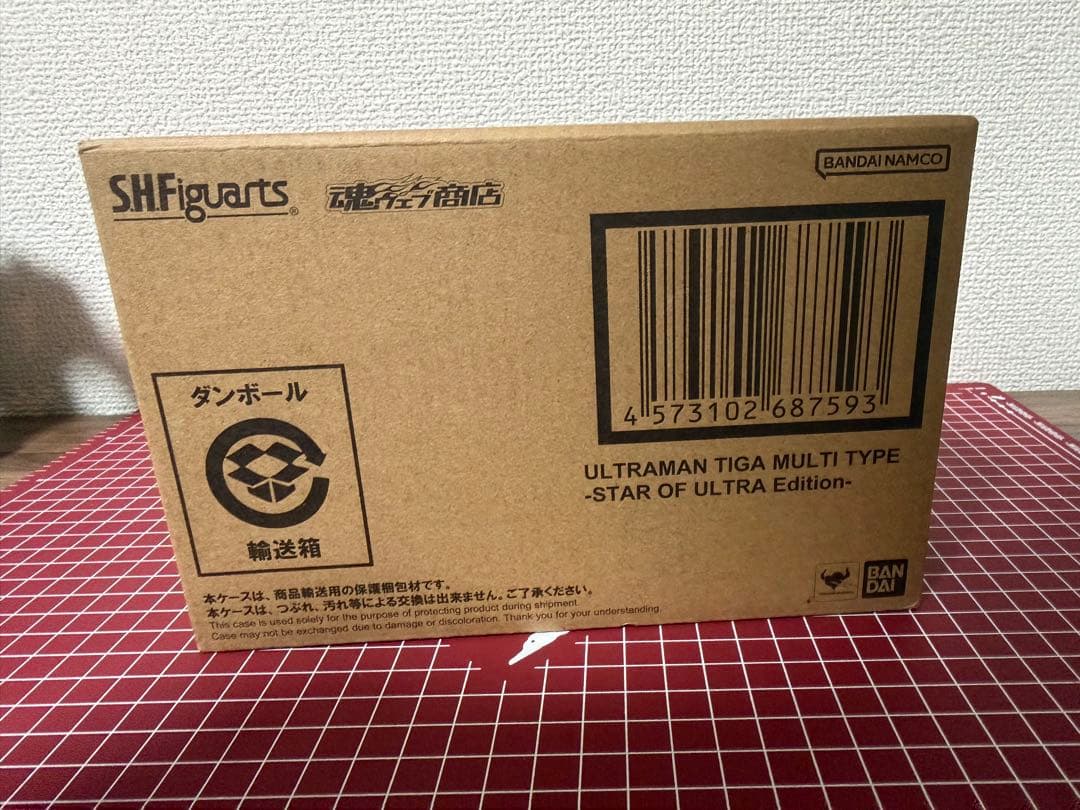 S.H.Figuarts®
魂ウェブ商店
BANDAI NAMCO
4 573102 687593
ULTRAMAN TIGA MULTI TYPE
-STAR OF ULTRA Edition-
ダンボール
輸送箱
本ケースは、商品輸送用の保護梱包材です。
本ケースは、つぶれ、汚れ等による交換は出来ません。ご了承ください。
This case is used solely for the purpose of protecting product during shipment.
Case may not be exchanged due to damage or discoloration. Thank you for your understanding.
BAN
DAI